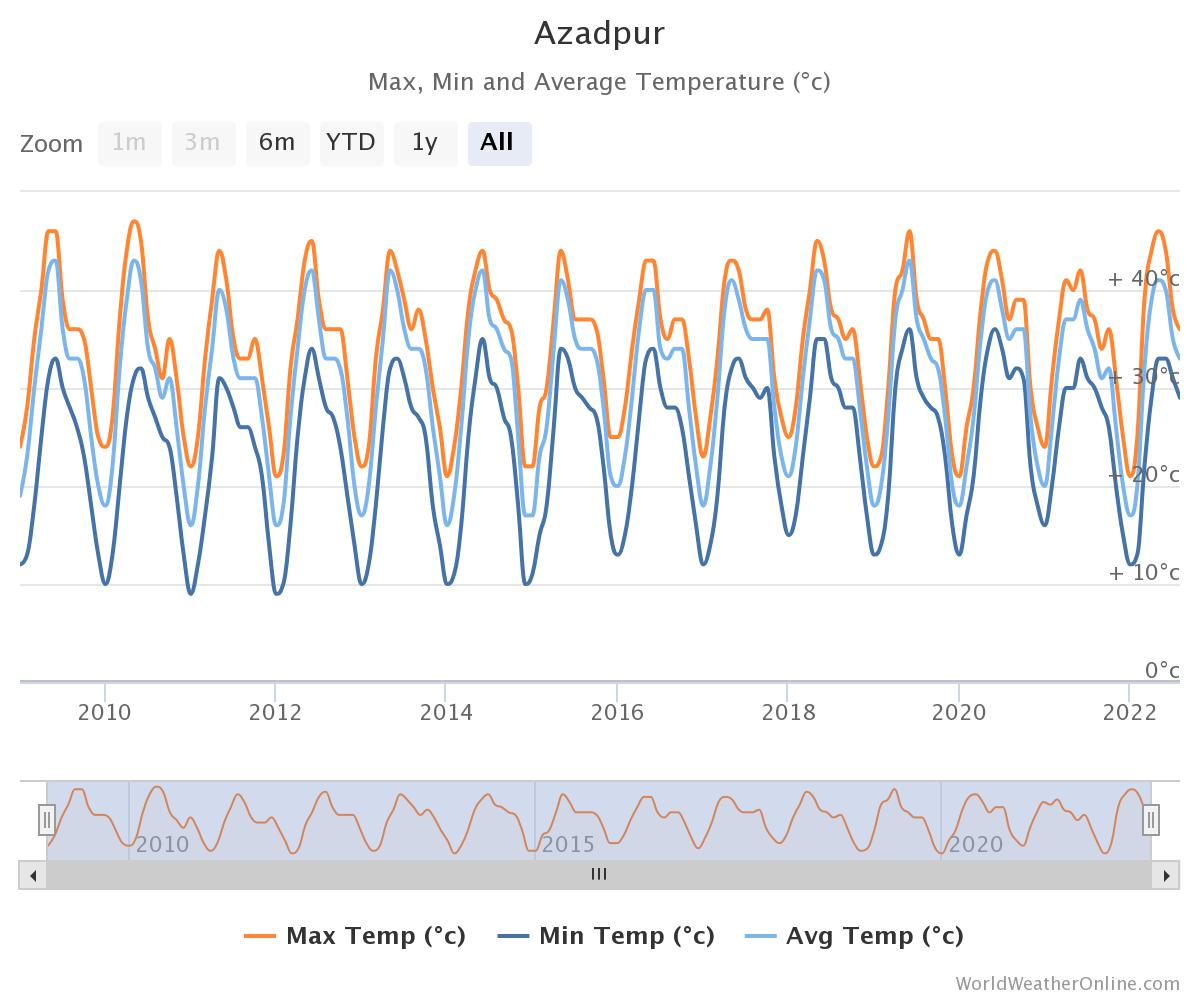 Azadpur
Max, Min and Average Temperature (°c)
Zoom 1m 3m 6m YTD 1y All
+ 40°c
+ 30°c
+ 20°c
+ 10°c
0°c
2010 2012 2014 2016 2018 2020 2022
2010 2015 2020
Max Temp (°c) Min Temp (°c) Avg Temp (°c)
WorldWeatherOnline.com